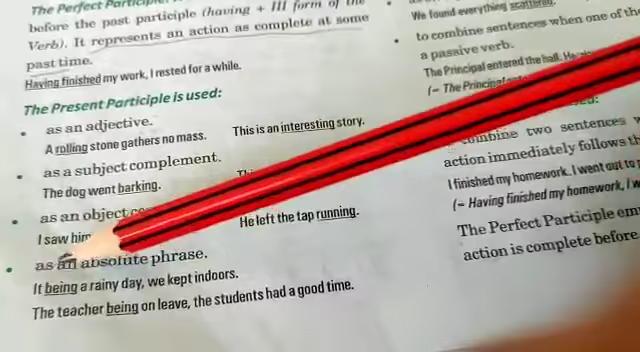 The Perfect Participle
before the past participle (having + III form of the
Verb). It represents an action as complete at some
past time.
Having finished my work, I rested for a while.
The Present Participle is used:
• as an adjective.
A rolling stone gathers no mass. This is an interesting story.
• as a subject complement.
The dog went barking.
• as an object
I saw him He left the tap running.
• as an absolute phrase.
It being a rainy day, we kept indoors.
The teacher being on leave, the students had a good time.
We found everything scattered.
• to combine sentences when one of the
a passive verb.
The Principal entered the hall. He
(= The Principal
combine two sentences
action immediately follows
I finished my homework. I went out to
(= Having finished my homework, I
The Perfect Participle
action is complete before